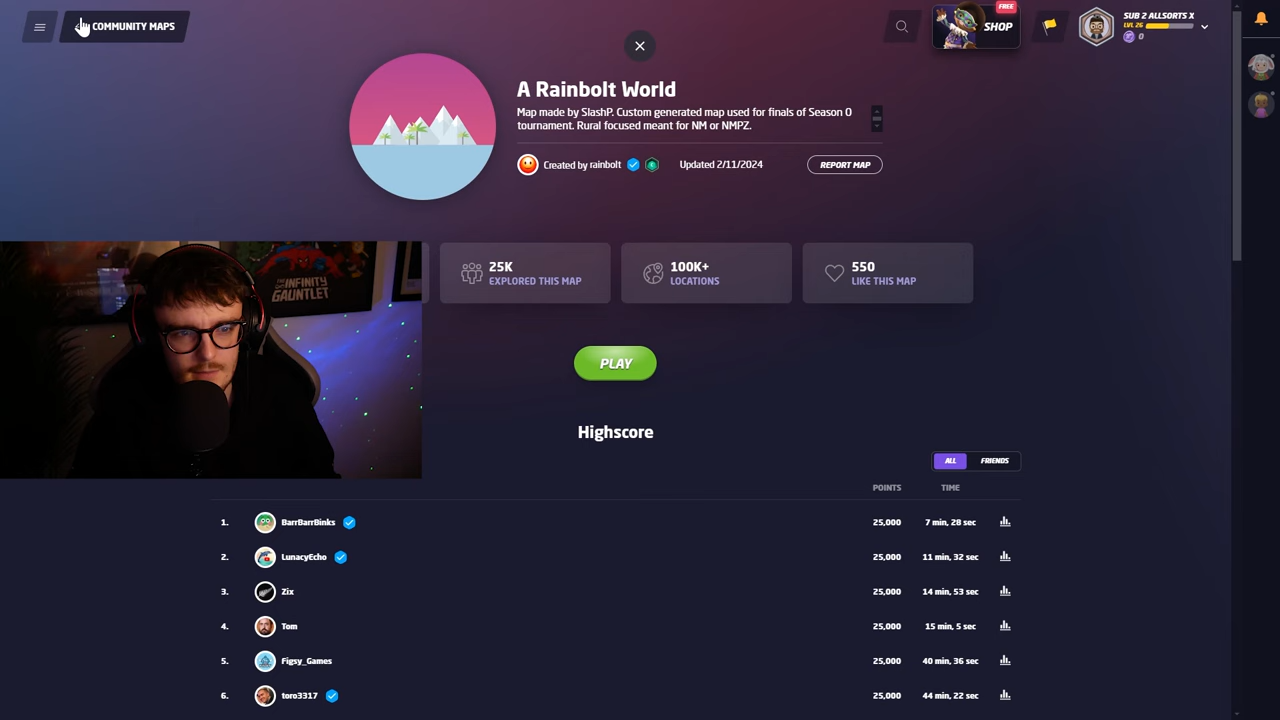 COMMUNITY MAPS
FREE
SHOP
SUB 2 ALLSORTS X
LVL 26
0
A Rainbolt World
Map made by SlashP. Custom generated map used for finals of Season 0
tournament. Rural focused meant for NM or NMPZ.
Created by rainbolt
Updated 2/11/2024
REPORT MAP
25K
EXPLORED THIS MAP
100K+
LOCATIONS
550
LIKE THIS MAP
THE
INFINITY
GAUNTLET
PLAY
Highscore
ALL FRIENDS
POINTS TIME
1. BarrBarrBinks 25,000 7 min, 28 sec
2. LunacyEcho 25,000 11 min, 32 sec
3. Zix 25,000 14 min, 53 sec
4. Tom 25,000 15 min, 5 sec
5. Figsy_Games 25,000 40 min, 36 sec
6. toro3317 25,000 44 min, 22 sec